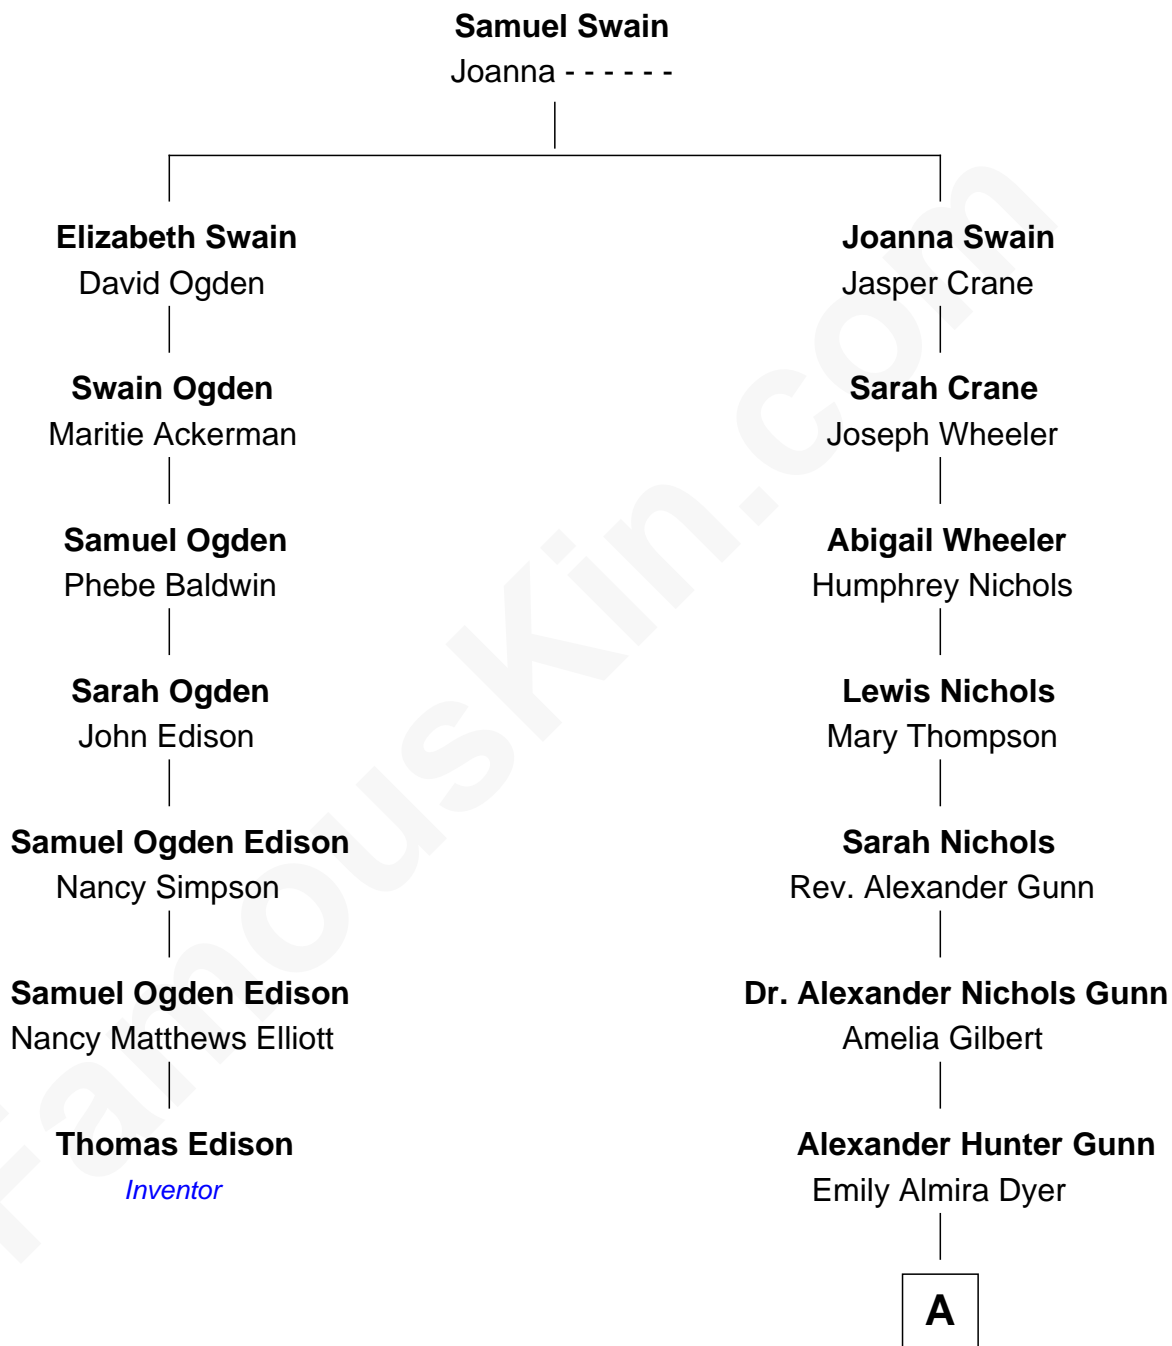 Samuel Swain
Joanna - - - - - -
Elizabeth Swain
David Ogden
Joanna Swain
Jasper Crane
Swain Ogden
Maritie Ackerman
Sarah Crane
Joseph Wheeler
Samuel Ogden
Phebe Baldwin
Abigail Wheeler
Humphrey Nichols
Sarah Ogden
John Edison
Lewis Nichols
Mary Thompson
Samuel Ogden Edison
Nancy Simpson
Sarah Nichols
Rev. Alexander Gunn
Samuel Ogden Edison
Nancy Matthews Elliott
Dr. Alexander Nichols Gunn
Amelia Gilbert
Thomas Edison
Inventor
Alexander Hunter Gunn
Emily Almira Dyer
A
FamousKin.com